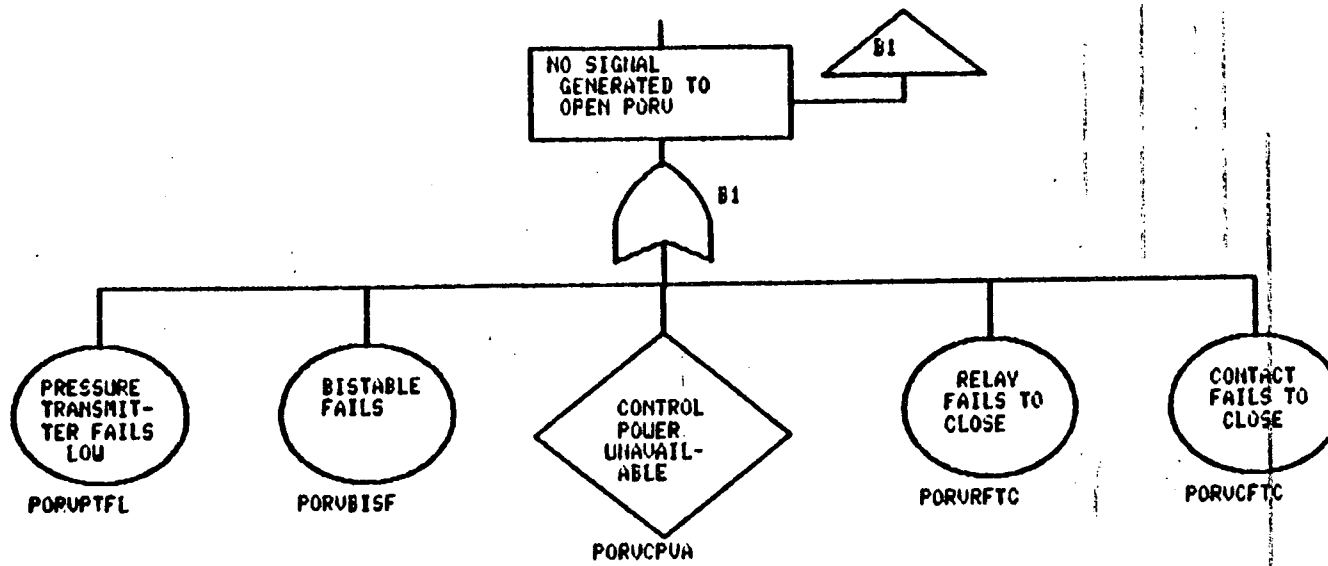 NO SIGNAL
GENERATED TO
OPEN PORV
B1
B1
PRESSURE
TRANSMIT-
TER FAILS
LOW
PORVPTFL
BISTABLE
FAILS
PORVBISF
CONTROL
POWER
UNAVAIL-
ABLE
PORVCPVA
RELAY
FAILS TO
CLOSE
PORVRFTC
CONTACT
FAILS TO
CLOSE
PORVCFTC